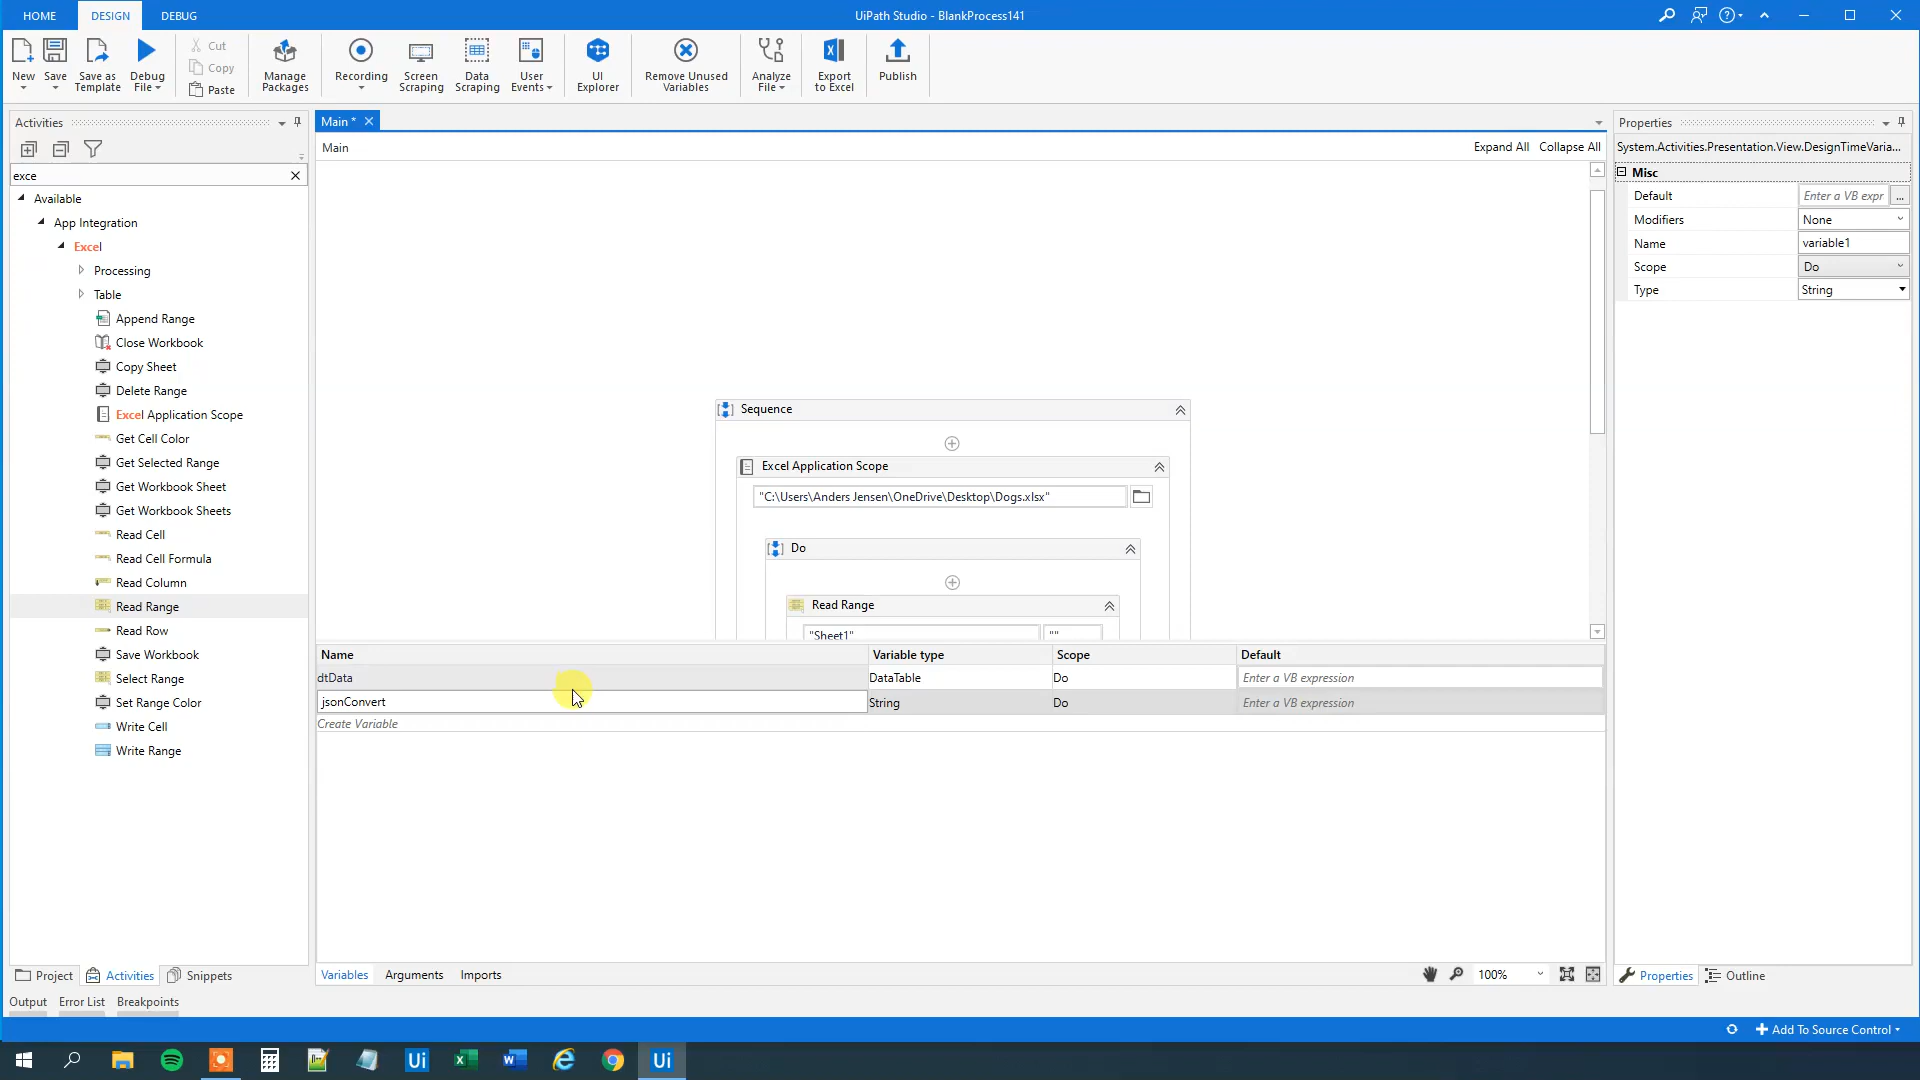 HOME
DESIGN
DEBUG
UiPath Studio - BlankProcess141
New
Save
Save as Template
Debug File
Cut
Copy
Paste
Manage Packages
Recording
Screen Scraping
Data Scraping
User Events
UI Explorer
Remove Unused Variables
Analyze File
Export to Excel
Publish
Activities
exce
Available
App Integration
Excel
Processing
Table
Append Range
Close Workbook
Copy Sheet
Delete Range
Excel Application Scope
Get Cell Color
Get Selected Range
Get Workbook Sheet
Get Workbook Sheets
Read Cell
Read Cell Formula
Read Column
Read Range
Read Row
Save Workbook
Select Range
Set Range Color
Write Cell
Write Range
Project
Activities
Snippets
Main *
Main
Expand All
Collapse All
Sequence
Excel Application Scope
"C:\Users\Anders Jensen\OneDrive\Desktop\Dogs.xlsx"
Do
Read Range
"Sheet1"
""
Name Variable type Scope Default
dtData DataTable Do Enter a VB expression
jsonConvert String Do Enter a VB expression
Create Variable
Variables
Arguments
Imports
100%
Properties
System.Activities.Presentation.View.DesignTimeVaria...
Misc
Default Enter a VB expr ...
Modifiers None
Name variable1
Scope Do
Type String
Properties
Outline
Output
Error List
Breakpoints
Add To Source Control
Ui
Ui